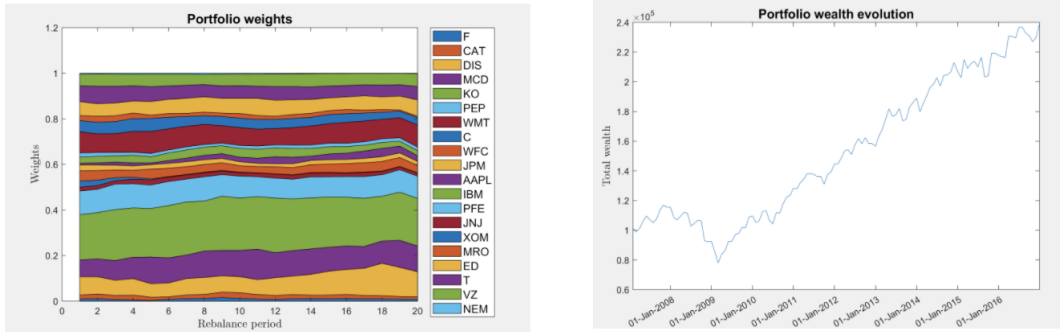 Portfolio weights
1.2
1
0.8
0.6
0.4
0.2
0
Weights
0 2 4 6 8 10 12 14 16 18 20
Rebalance period
F
CAT
DIS
MCD
KO
PEP
WMT
C
WFC
JPM
AAPL
IBM
PFE
JNJ
XOM
MRO
ED
T
VZ
NEM
Portfolio wealth evolution
×10⁵
2.4
2.2
2
1.8
1.6
1.4
1.2
1
0.8
0.6
Total wealth
01-Jan-2008
01-Jan-2009
01-Jan-2010
01-Jan-2011
01-Jan-2012
01-Jan-2013
01-Jan-2014
01-Jan-2015
01-Jan-2016